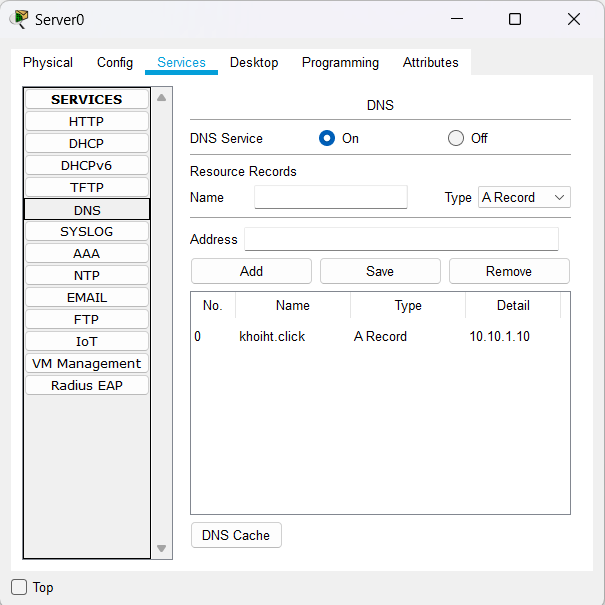 Server0
Physical Config Services Desktop Programming Attributes
SERVICES
HTTP
DHCP
DHCPv6
TFTP
DNS
SYSLOG
AAA
NTP
EMAIL
FTP
IoT
VM Management
Radius EAP
DNS
DNS Service On Off
Resource Records
Name Type A Record
Address
Add Save Remove
No. Name Type Detail
0 khoiht.click A Record 10.10.1.10
DNS Cache
Top